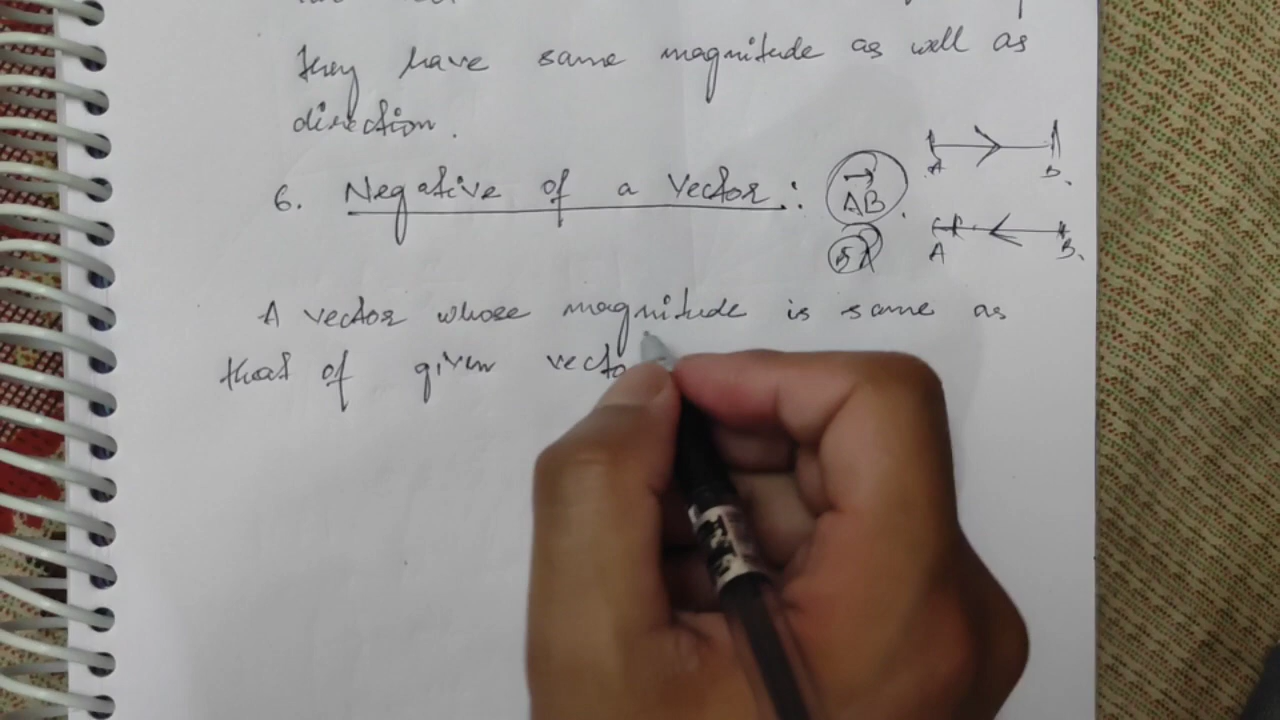 they have same magnitude as well as
direction.
6. Negative of a Vector :
AB
A B.
BA
A B.
A vector whose magnitude is same as
that of given vecto